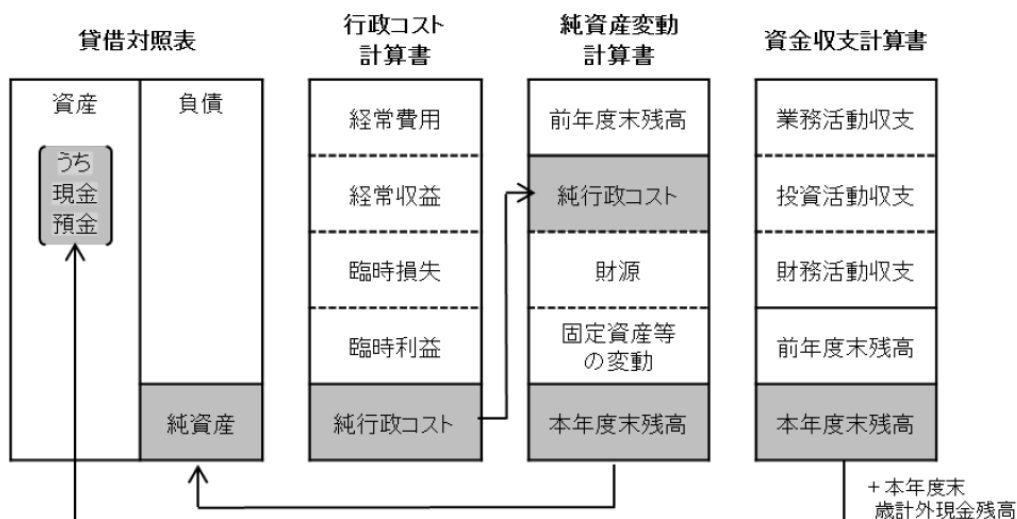 貸借対照表
資産
負債
うち
現金
預金
純資産
行政コスト
計算書
経常費用
経常収益
臨時損失
臨時利益
純行政コスト
純資産変動
計算書
前年度末残高
純行政コスト
財源
固定資産等
の変動
本年度末残高
資金収支計算書
業務活動収支
投資活動収支
財務活動収支
前年度末残高
本年度末残高
+本年度末
歳計外現金残高